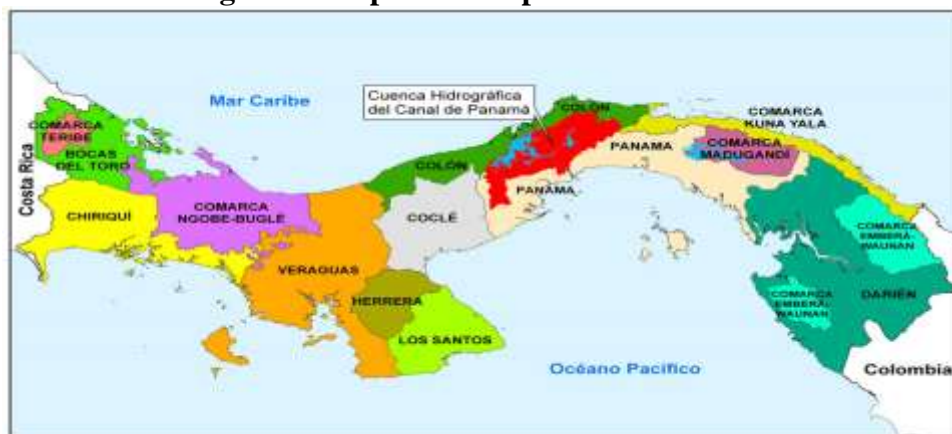 Mar Caribe
Cuenca Hidrográfica
del Canal de Panamá
COLÓN
COMARCA
KUNA YALA
COMARCA
TERIBE
BOCAS
DEL TORO
Costa Rica
CHIRIQUÍ
COMARCA
NGOBE-BUGLÉ
VERAGUAS
COLÓN
COCLÉ
PANAMA
PANAMA
COMARCA
MADUGANDÍ
HERRERA
LOS SANTOS
COMARCA
EMBERÁ-
WAUNAN
COMARCA
EMBERÁ-
WAUNAN
DARIÉN
Océano Pacífico
Colombia